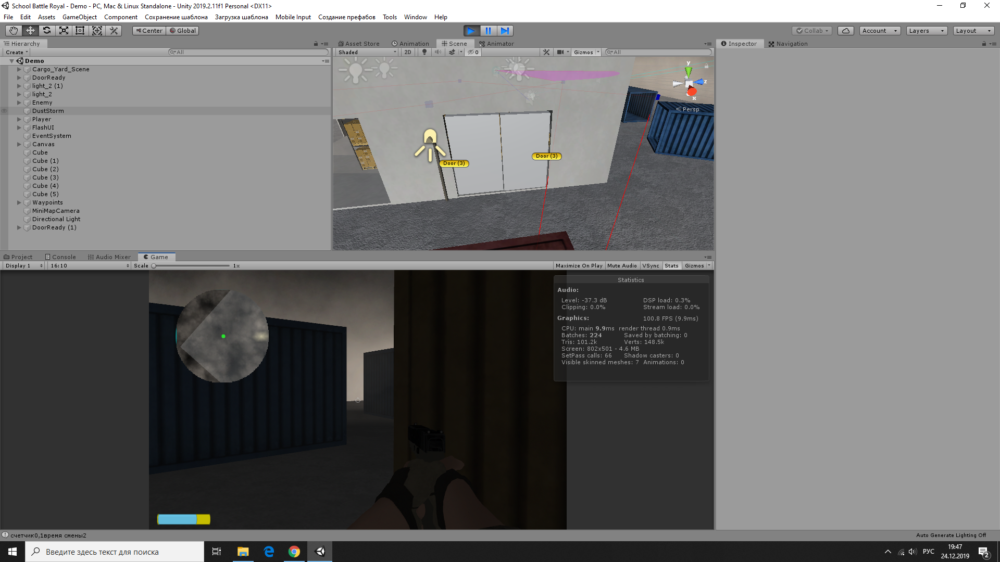 School Battle Royal - Demo - PC, Mac & Linux Standalone - Unity 2019.2.11f1 Personal <DX11>
File Edit Assets GameObject Component Сохранение шаблона Загрузка шаблона Mobile Input Создание префабов Tools Window Help
Center Global Collab Account Layers Layout
Hierarchy
Create All
Demo
Cargo_Yard_Scene
DoorReady
light_2 (1)
light_2
Enemy
DustStorm
Player
FlashUI
EventSystem
Canvas
Cube
Cube (1)
Cube (2)
Cube (3)
Cube (4)
Cube (5)
Waypoints
MiniMapCamera
Directional Light
DoorReady (1)
Asset Store Animation Scene Animator
Shaded 2D 0 Gizmos All
y
z
x
Persp
Door (3)
Door (3)
Inspector Navigation
Project Console Audio Mixer Game
Display 1 16:10 Scale 1x Maximize On Play Mute Audio VSync Stats Gizmos
Statistics
Audio:
Level: -37.3 dB DSP load: 0.3%
Clipping: 0.0% Stream load: 0.0%
Graphics: 100.8 FPS (9.9ms)
CPU: main 9.9ms render thread 0.9ms
Batches: 224 Saved by batching: 0
Tris: 101.2k Verts: 148.5k
Screen: 802x501 - 4.6 MB
SetPass calls: 66 Shadow casters: 0
Visible skinned meshes: 7 Animations: 0
счетчик0,1время смены2
Auto Generate Lighting Off
Введите здесь текст для поиска
РУС
19:47
24.12.2019
2